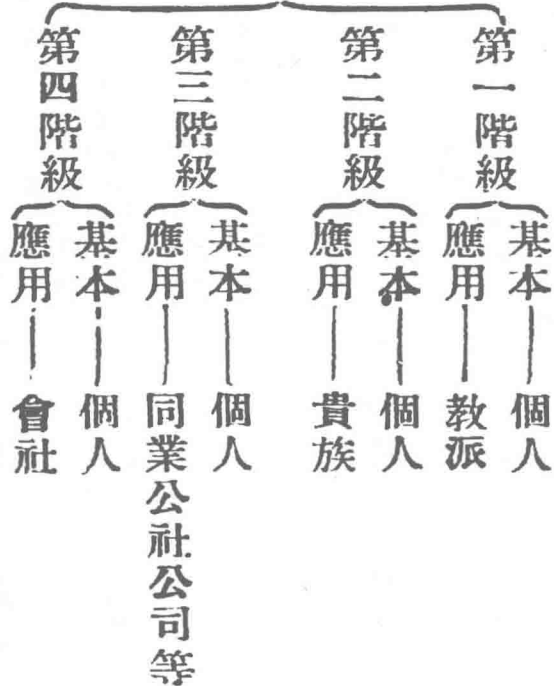 第一階級
基本——個人
應用——教派
第二階級
基本——個人
應用——貴族
第三階級
基本——個人
應用——同業公社公司等
第四階級
基本——個人
應用——會社